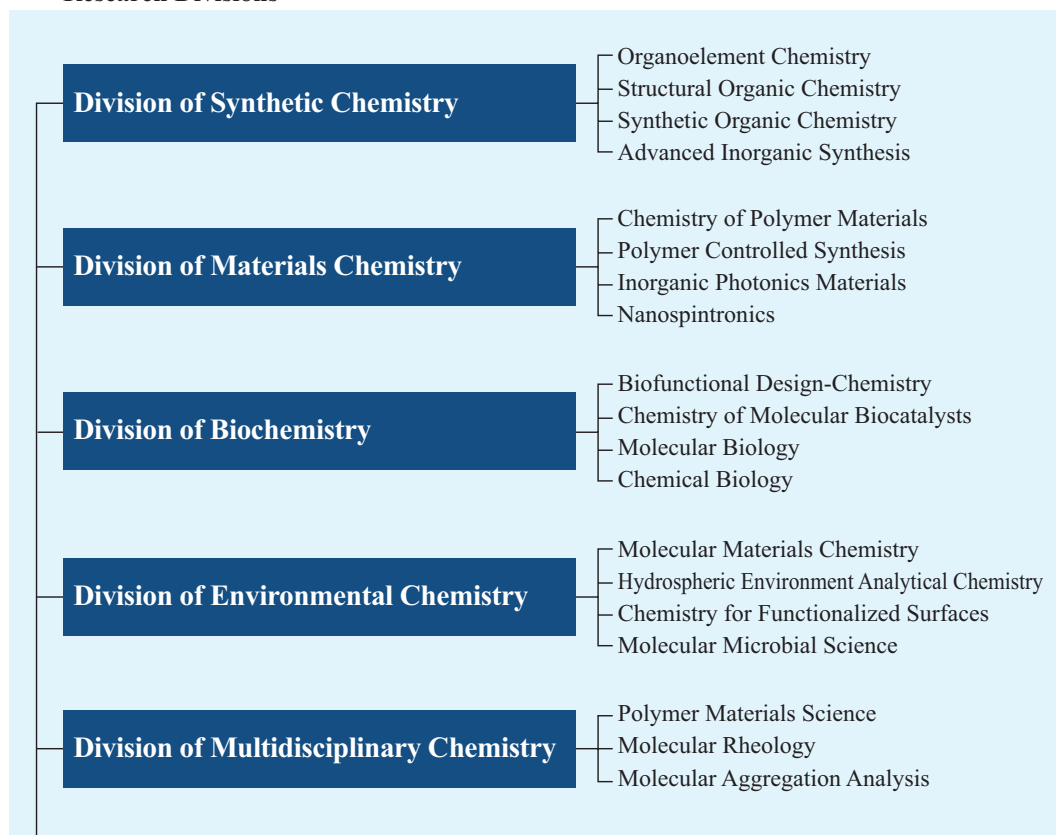 Research Divisions
Division of Synthetic Chemistry
Organoelement Chemistry
Structural Organic Chemistry
Synthetic Organic Chemistry
Advanced Inorganic Synthesis
Division of Materials Chemistry
Chemistry of Polymer Materials
Polymer Controlled Synthesis
Inorganic Photonics Materials
Nanospintronics
Division of Biochemistry
Biofunctional Design-Chemistry
Chemistry of Molecular Biocatalysts
Molecular Biology
Chemical Biology
Division of Environmental Chemistry
Molecular Materials Chemistry
Hydrospheric Environment Analytical Chemistry
Chemistry for Functionalized Surfaces
Molecular Microbial Science
Division of Multidisciplinary Chemistry
Polymer Materials Science
Molecular Rheology
Molecular Aggregation Analysis